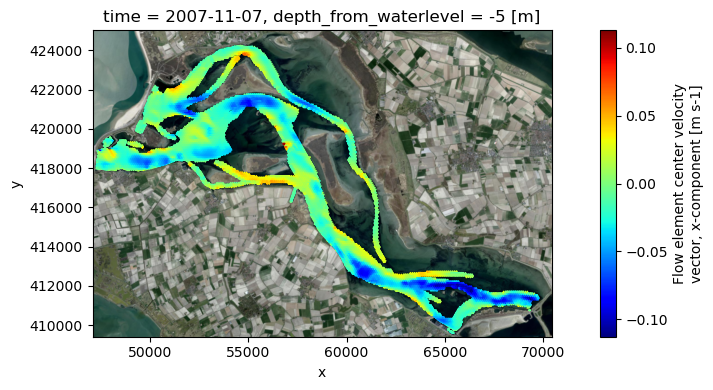 time = 2007-11-07, depth_from_waterlevel = -5 [m]
424000
422000
420000
418000
416000
414000
412000
410000
y
50000 55000 60000 65000 70000
x
0.10
0.05
0.00
−0.05
−0.10
Flow element center velocity
vector, x-component [m s-1]